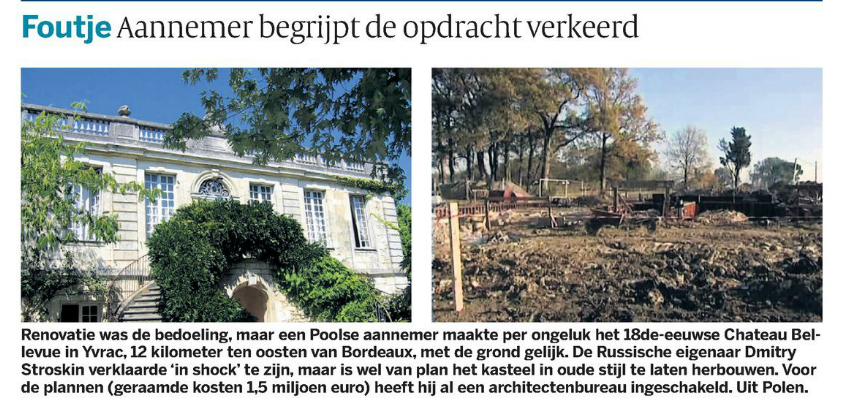 Foutje Aannemer begrijpt de opdracht verkeerd
Renovatie was de bedoeling, maar een Poolse aannemer maakte per ongeluk het 18de-eeuwse Chateau Bel-
levue in Yvrac, 12 kilometer ten oosten van Bordeaux, met de grond gelijk. De Russische eigenaar Dmitry
Stroskin verklaarde ‘in shock’ te zijn, maar is wel van plan het kasteel in oude stijl te laten herbouwen. Voor
de plannen (geraamde kosten 1,5 miljoen euro) heeft hij al een architectenbureau ingeschakeld. Uit Polen.